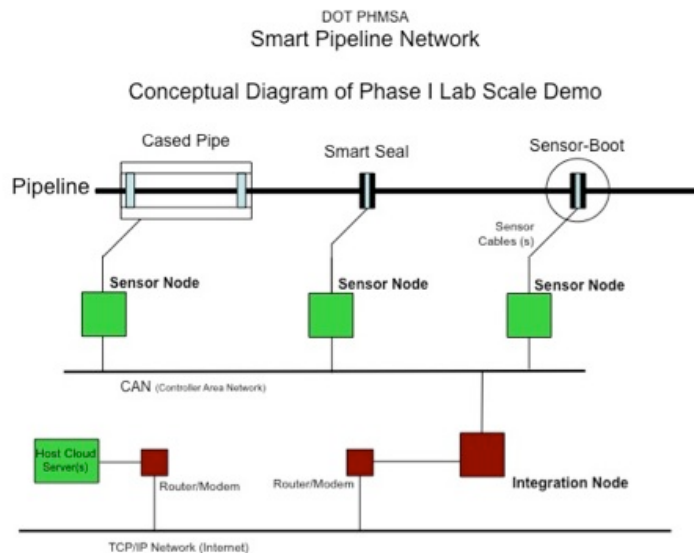 DOT PHMSA
Smart Pipeline Network
Conceptual Diagram of Phase I Lab Scale Demo
Cased Pipe
Smart Seal
Sensor-Boot
Pipeline
Sensor
Cables (s)
Sensor Node
Sensor Node
Sensor Node
CAN (Controller Area Network)
Host Cloud
Server(s)
Router/Modem
Router/Modem
Integration Node
TCP/IP Network (Internet)